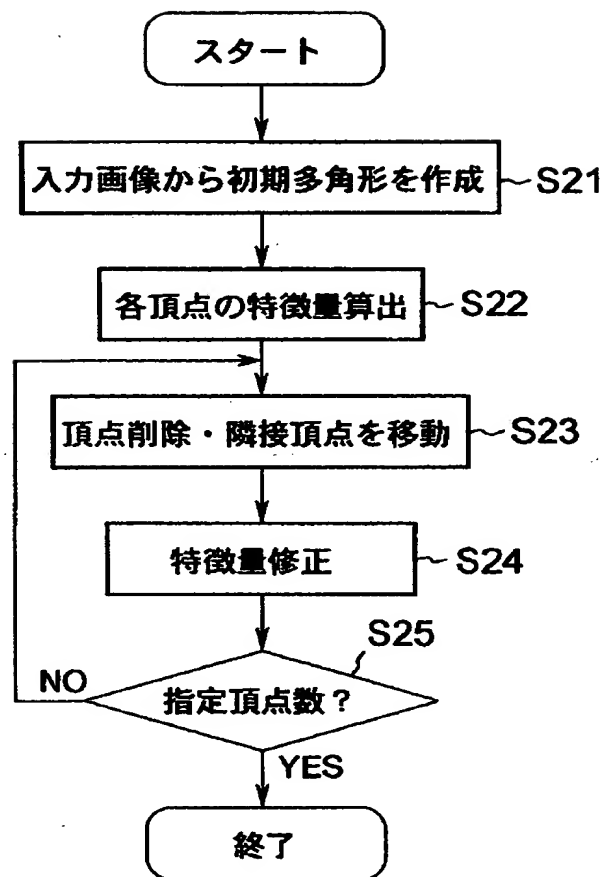 スタート
入力画像から初期多角形を作成 S21
各頂点の特徴量算出 S22
頂点削除・隣接頂点を移動 S23
特徴量修正 S24
S25
NO
指定頂点数？
YES
終了